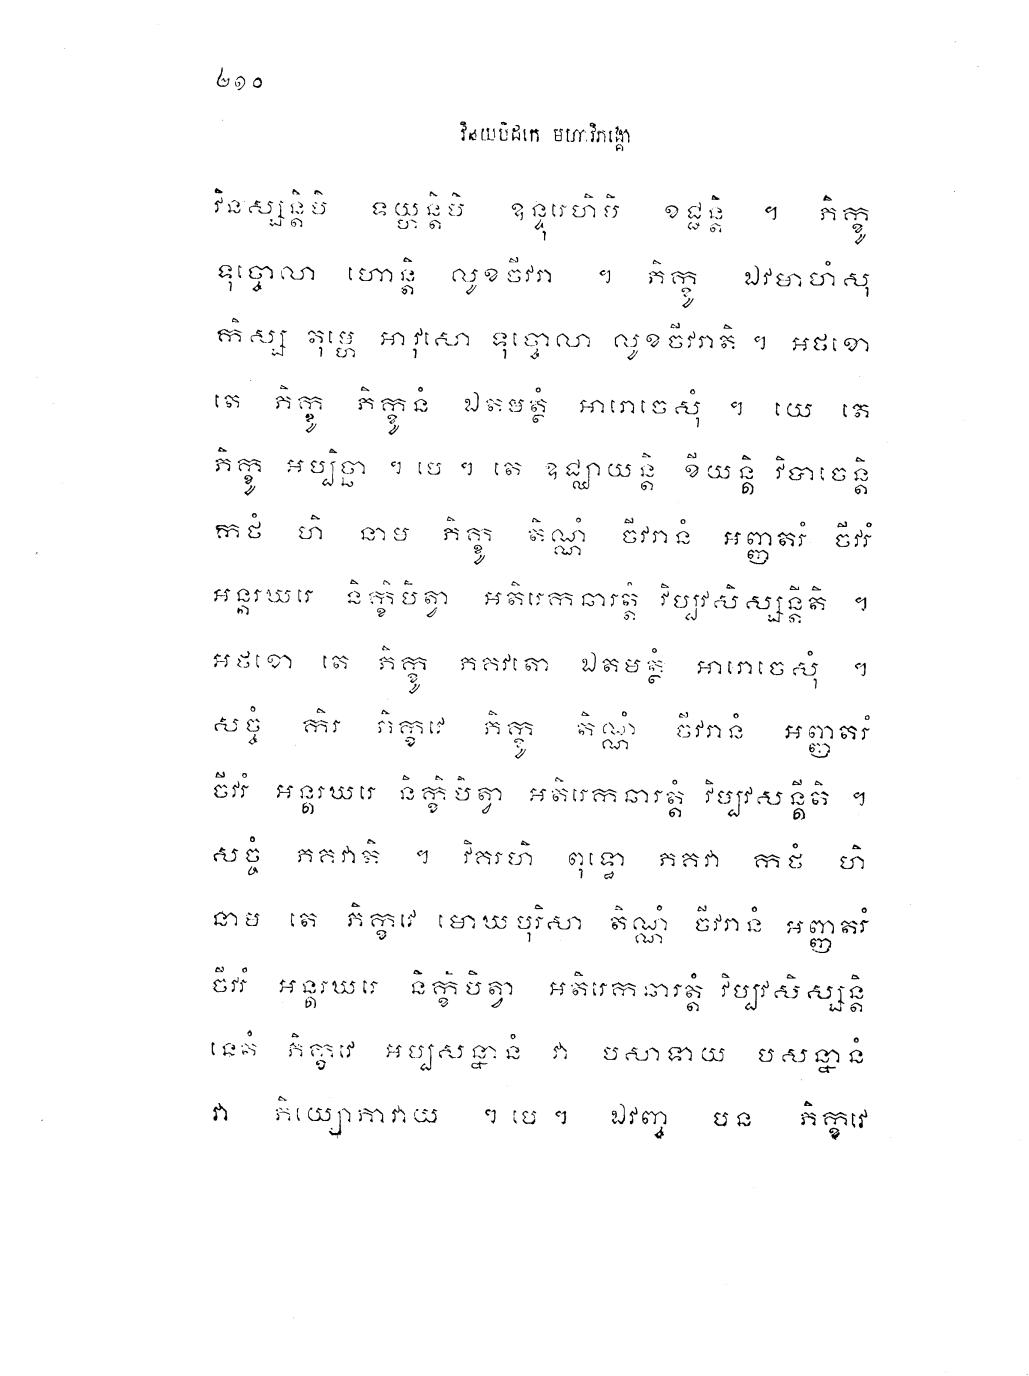 ២១០
វិនយបិដកេ មហាវិភង្គោ
វិនស្សន្តិបិ ទយ្ហន្តិបិ ឧន្ទុរេហិបិ ខជ្ជន្តិ ។ ភិក្ខូ
ទុច្ចោលា ហោន្តិ លូខចីវរា ។ ភិក្ខូ ឯវមាហំសុ
កិស្ស តុម្ហេ អាវុសោ ទុច្ចោលា លូខចីវរាតិ ។ អថខោ
តេ ភិក្ខូ ភិក្ខូនំ ឯតមត្ថំ អារោចេសុំ ។ យេ តេ
ភិក្ខូ អប្បិច្ឆា ។ បេ ។ តេ ឧជ្ឈាយន្តិ ខីយន្តិ វិបាចេន្តិ
កថំ ហិ នាម ភិក្ខូ តិណ្ណំ ចីវរានំ អញ្ញតរំ ចីវរំ
អន្តរឃរេ និក្ខិបិត្វា អតិរេកឆារត្តំ វិប្បវសិស្សន្តីតិ ។
អថខោ តេ ភិក្ខូ ភគវតោ ឯតមត្ថំ អារោចេសុំ ។
សច្ចំ កិរ ភិក្ខវេ ភិក្ខូ តិណ្ណំ ចីវរានំ អញ្ញតរំ
ចីវរំ អន្តរឃរេ និក្ខិបិត្វា អតិរេកឆារត្តំ វិប្បវសន្តីតិ ។
សច្ចំ ភគវាតិ ។ វិគរហិ ពុទ្ធោ ភគវា កថំ ហិ
នាម តេ ភិក្ខវេ មោឃបុរិសា តិណ្ណំ ចីវរានំ អញ្ញតរំ
ចីវរំ អន្តរឃរេ និក្ខិបិត្វា អតិរេកឆារត្តំ វិប្បវសិស្សន្តិ
នេតំ ភិក្ខវេ អប្បសន្នានំ វា បសាទាយ បសន្នានំ
វា ភិយ្យោភាវាយ ។ បេ ។ ឯវញ្ច បន ភិក្ខវេ